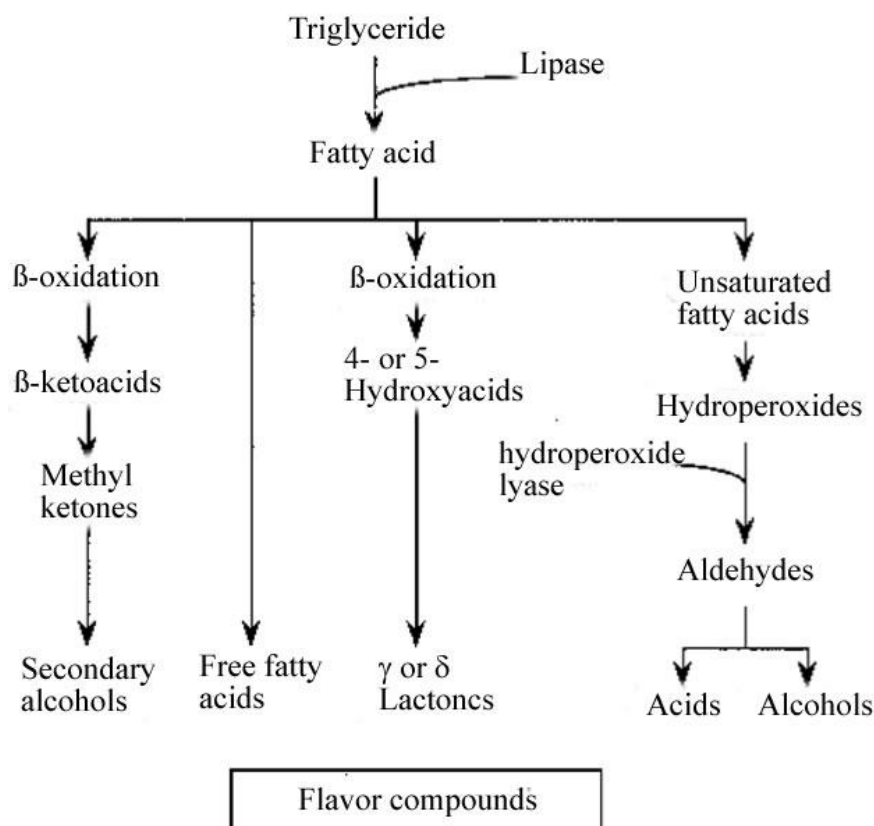 Triglyceride
Lipase
Fatty acid
ß-oxidation
ß-ketoacids
Methyl
ketones
Secondary
alcohols
Free fatty
acids
ß-oxidation
4- or 5-
Hydroxyacids
γ or δ
Lactoncs
Unsaturated
fatty acids
Hydroperoxides
hydroperoxide
lyase
Aldehydes
Acids
Alcohols
Flavor compounds